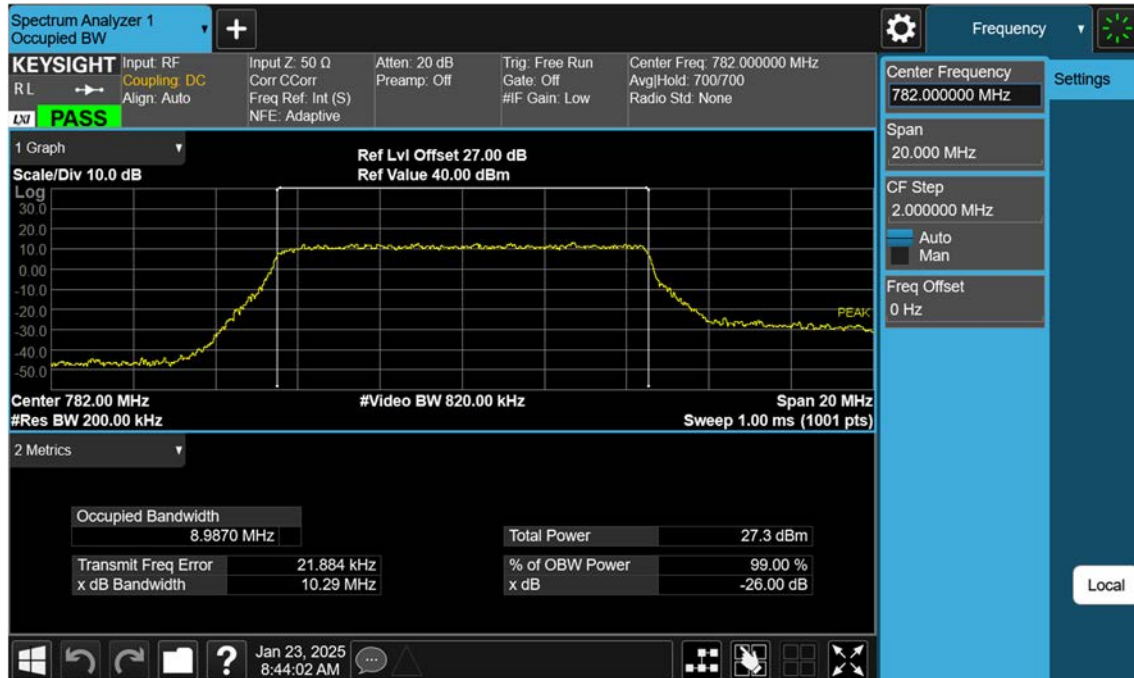 Spectrum Analyzer 1
Occupied BW
Frequency
KEYSIGHT
RL
LXI PASS
Input: RF
Coupling: DC
Align: Auto
Input Z: 50 Ω
Corr CCorr
Freq Ref: Int (S)
NFE: Adaptive
Atten: 20 dB
Preamp: Off
Trig: Free Run
Gate: Off
#IF Gain: Low
Center Freq: 782.000000 MHz
Avg|Hold: 700/700
Radio Std: None
Center Frequency
782.000000 MHz
Settings
Span
20.000 MHz
CF Step
2.000000 MHz
Auto
Man
Freq Offset
0 Hz
1 Graph
Scale/Div 10.0 dB
Ref Lvl Offset 27.00 dB
Ref Value 40.00 dBm
Log
30.0
20.0
10.0
0.00
-10.0
-20.0
-30.0
-40.0
-50.0
PEAK
Center 782.00 MHz
#Video BW 820.00 kHz
Span 20 MHz
#Res BW 200.00 kHz
Sweep 1.00 ms (1001 pts)
2 Metrics
Occupied Bandwidth
8.9870 MHz
Total Power 27.3 dBm
Transmit Freq Error 21.884 kHz
% of OBW Power 99.00 %
x dB Bandwidth 10.29 MHz
x dB -26.00 dB
Local
?
Jan 23, 2025
8:44:02 AM